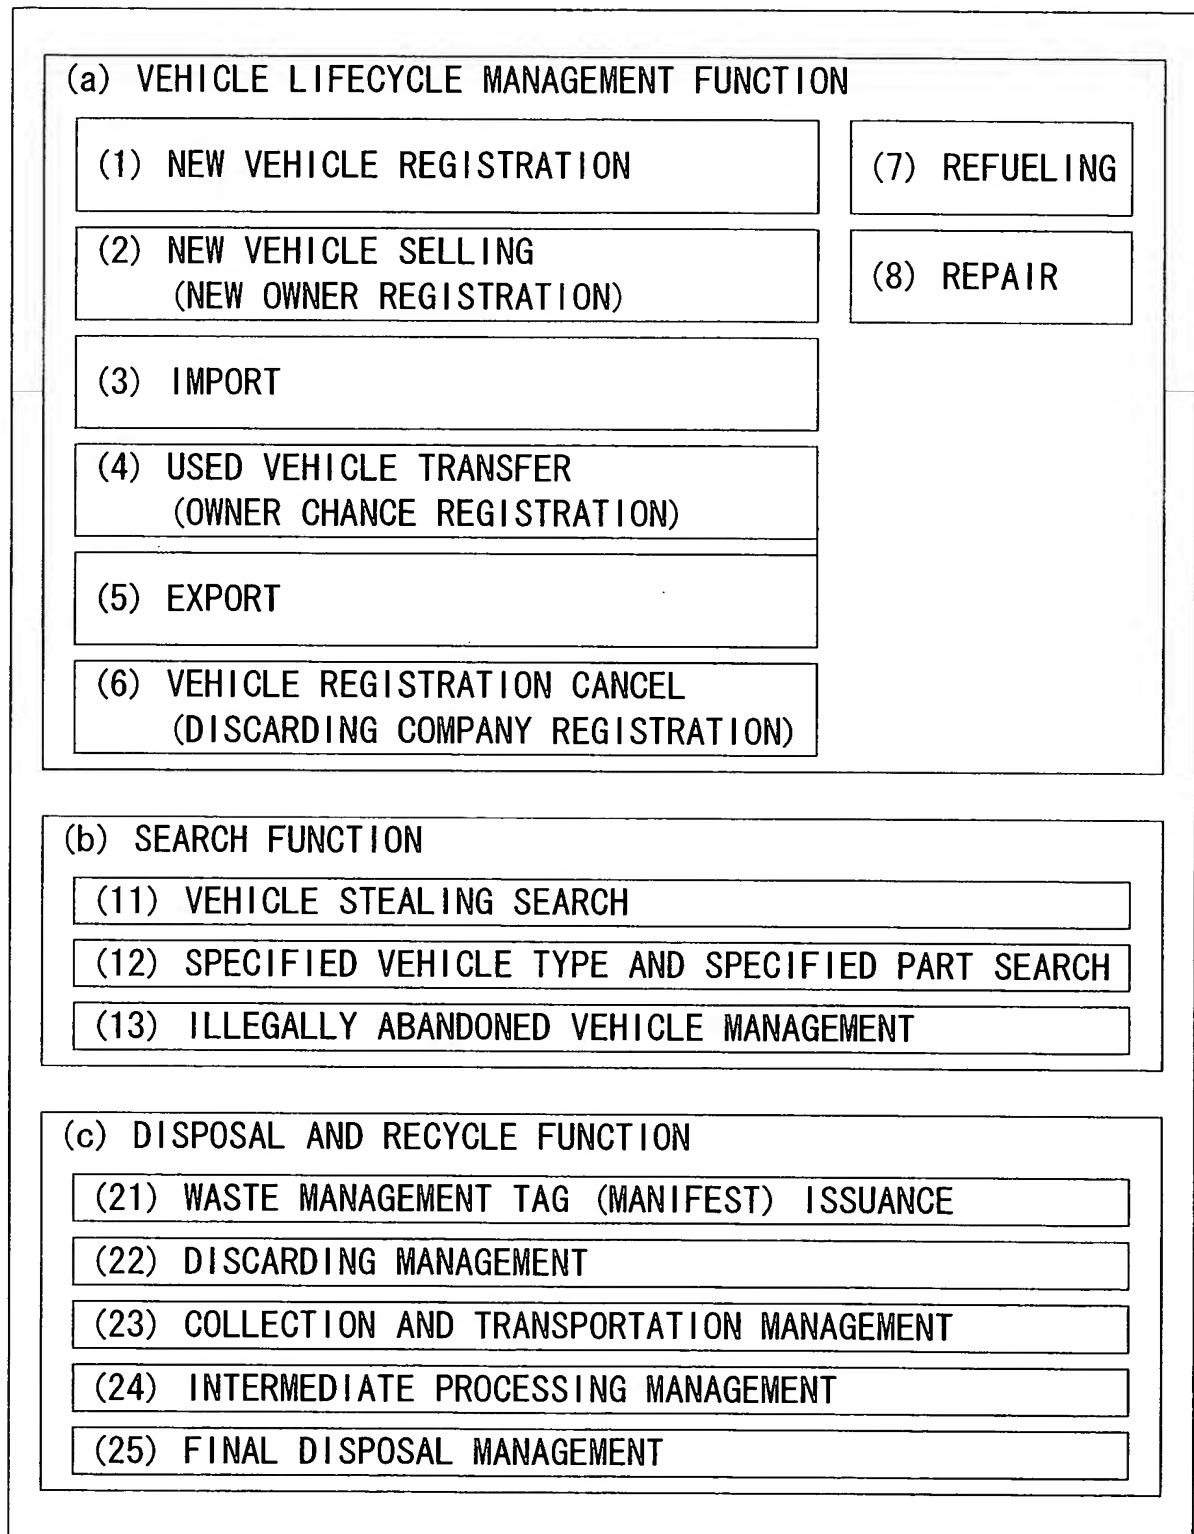 (a) VEHICLE LIFECYCLE MANAGEMENT FUNCTION
(1) NEW VEHICLE REGISTRATION
(2) NEW VEHICLE SELLING
(NEW OWNER REGISTRATION)
(3) IMPORT
(4) USED VEHICLE TRANSFER
(OWNER CHANCE REGISTRATION)
(5) EXPORT
(6) VEHICLE REGISTRATION CANCEL
(DISCARDING COMPANY REGISTRATION)
(7) REFUELING
(8) REPAIR
(b) SEARCH FUNCTION
(11) VEHICLE STEALING SEARCH
(12) SPECIFIED VEHICLE TYPE AND SPECIFIED PART SEARCH
(13) ILLEGALLY ABANDONED VEHICLE MANAGEMENT
(c) DISPOSAL AND RECYCLE FUNCTION
(21) WASTE MANAGEMENT TAG (MANIFEST) ISSUANCE
(22) DISCARDING MANAGEMENT
(23) COLLECTION AND TRANSPORTATION MANAGEMENT
(24) INTERMEDIATE PROCESSING MANAGEMENT
(25) FINAL DISPOSAL MANAGEMENT